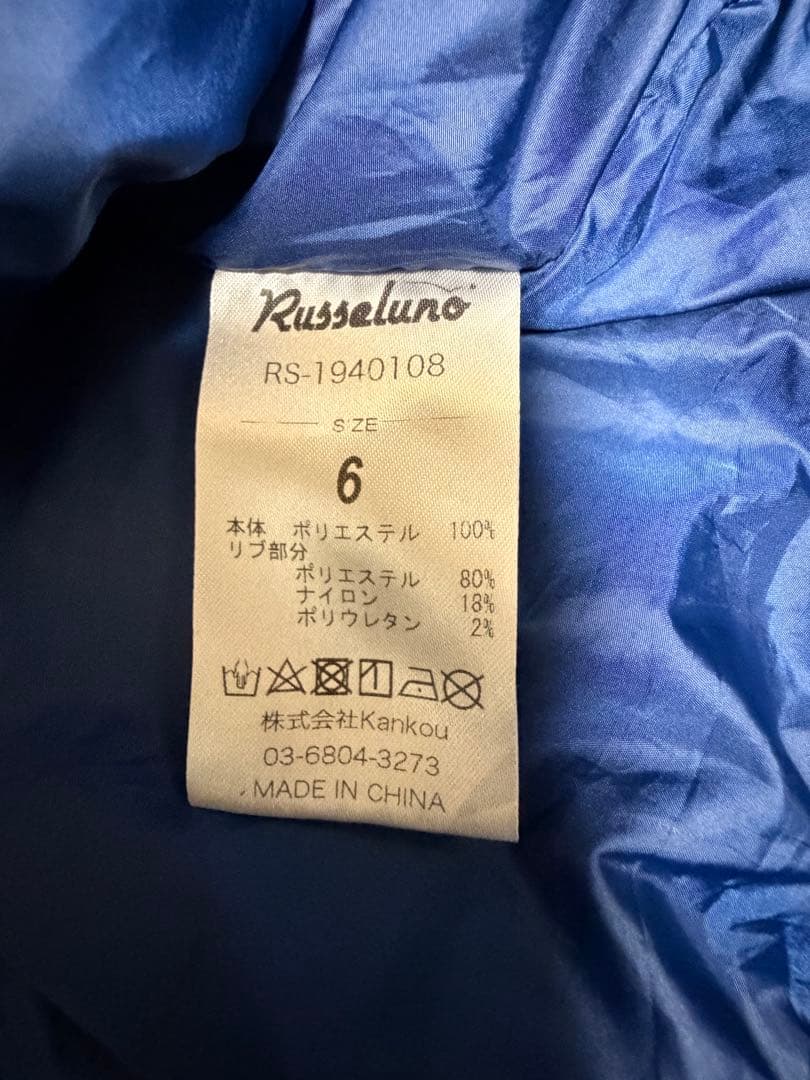 Russeluno
RS-1940108
SIZE
6
本体 ポリエステル 100%
リブ部分
ポリエステル 80%
ナイロン 18%
ポリウレタン 2%
株式会社Kankou
03-6804-3273
MADE IN CHINA